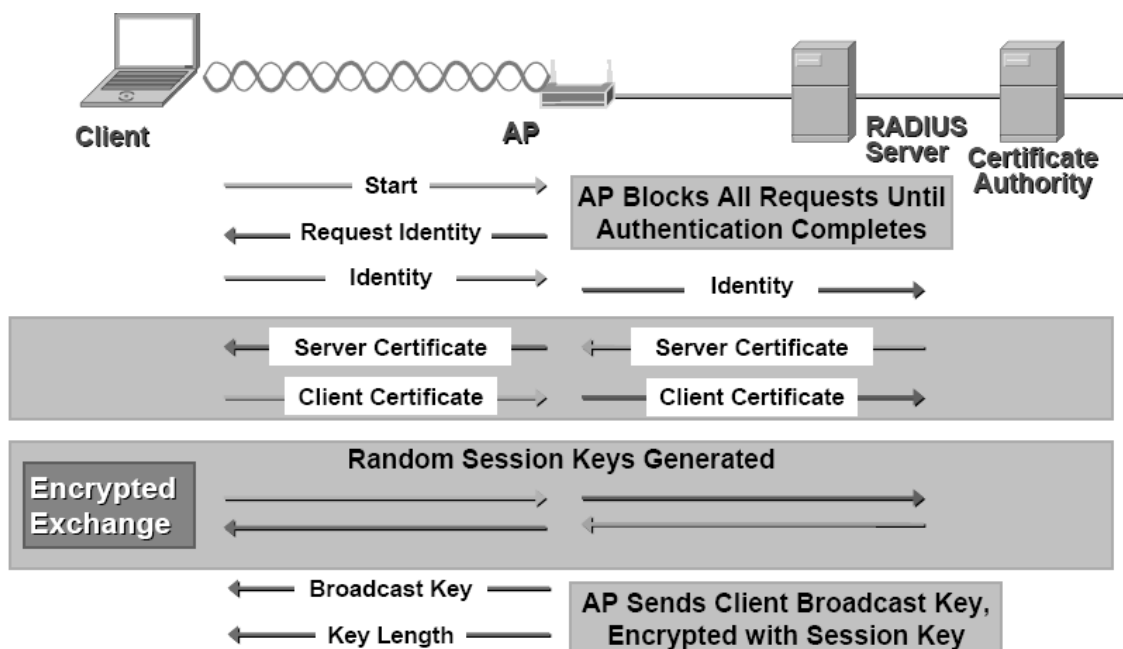 Client
AP
RADIUS
Server
Certificate
Authority
Start
AP Blocks All Requests Until
Authentication Completes
Request Identity
Identity
Identity
Server Certificate
Server Certificate
Client Certificate
Client Certificate
Random Session Keys Generated
Encrypted
Exchange
Broadcast Key
AP Sends Client Broadcast Key,
Encrypted with Session Key
Key Length